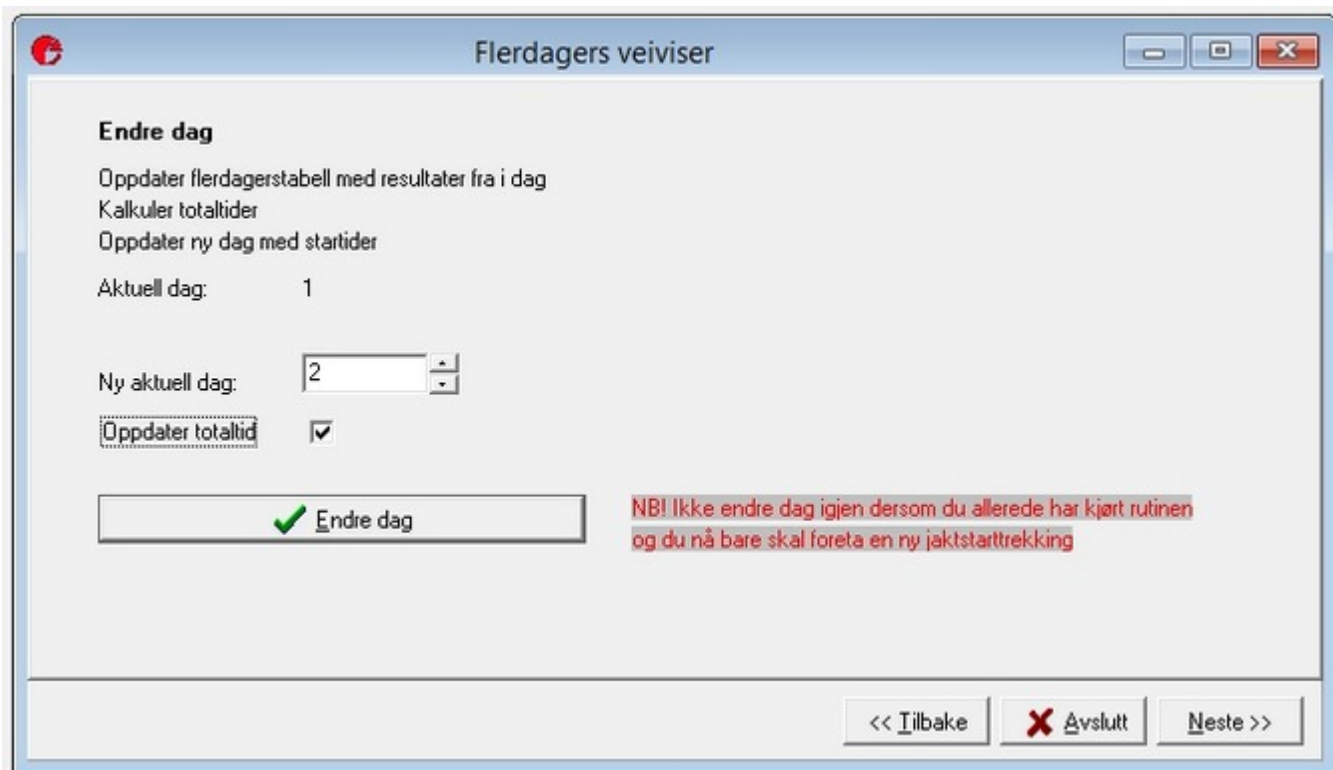 Flerdagers veiviser
Endre dag
Oppdater flerdagerstabell med resultater fra i dag
Kalkuler totaltider
Oppdater ny dag med startider
Aktuell dag: 1
Ny aktuell dag: 2
Oppdater totaltid
Endre dag
NB! Ikke endre dag igjen dersom du allerede har kjørt rutinen
og du nå bare skal foreta en ny jaktstarttrekking
<< Tilbake
Avslutt
Neste >>